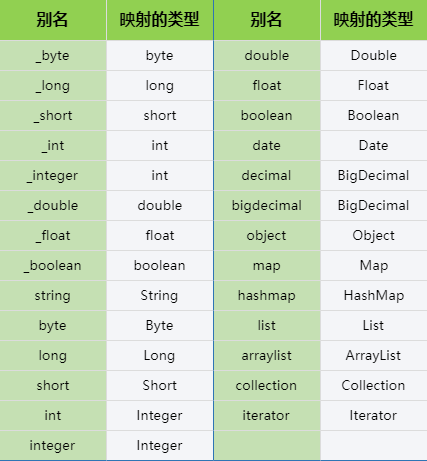 别名 映射的类型 别名 映射的类型
_byte byte double Double
_long long float Float
_short short boolean Boolean
_int int date Date
_integer int decimal BigDecimal
_double double bigdecimal BigDecimal
_float float object Object
_boolean boolean map Map
string String hashmap HashMap
byte Byte list List
long Long arraylist ArrayList
short Short collection Collection
int Integer iterator Iterator
integer Integer